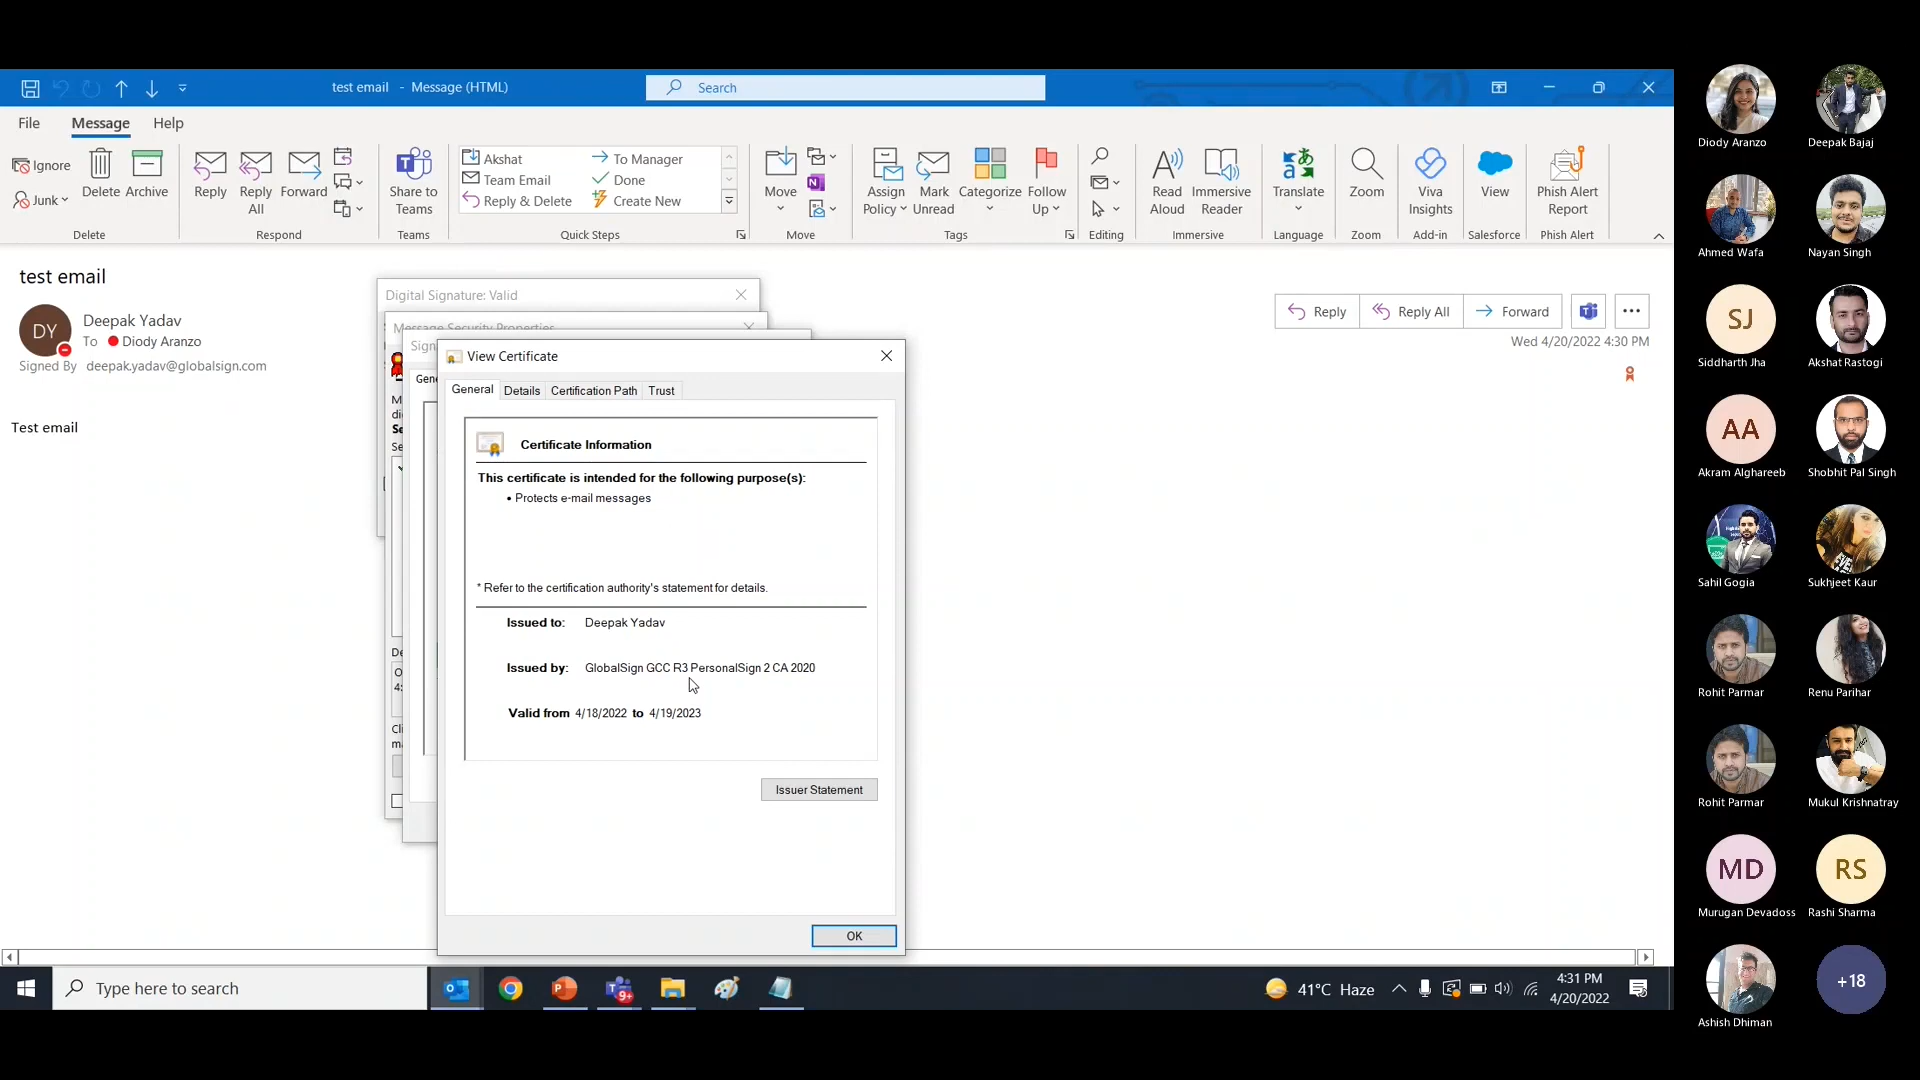 test email - Message (HTML)
Search
File Message Help
Ignore
Junk
Delete
Archive
Reply
Reply All
Forward
Share to Teams
Akshat
Team Email
Reply & Delete
To Manager
Done
Create New
Move
Assign Policy
Mark Unread
Categorize
Follow Up
Read Aloud
Immersive Reader
Translate
Zoom
Viva Insights
View
Phish Alert Report
Delete Respond Teams Quick Steps Move Tags Editing Immersive Language Zoom Add-in Salesforce Phish Alert
test email
DY
Deepak Yadav
To Diody Aranzo
Signed By deepak.yadav@globalsign.com
Reply Reply All Forward
Wed 4/20/2022 4:30 PM
Test email
Digital Signature: Valid
Message Security Properties
View Certificate
General Details Certification Path Trust
Certificate Information
This certificate is intended for the following purpose(s):
• Protects e-mail messages
* Refer to the certification authority's statement for details.
Issued to: Deepak Yadav
Issued by: GlobalSign GCC R3 PersonalSign 2 CA 2020
Valid from 4/18/2022 to 4/19/2023
Issuer Statement
OK
Type here to search
9+
41°C Haze
4:31 PM
4/20/2022
Diody Aranzo
Deepak Bajaj
Ahmed Wafa
Nayan Singh
SJ
Siddharth Jha
Akshat Rastogi
AA
Akram Alghareeb
Shobhit Pal Singh
Sahil Gogia
Sukhjeet Kaur
Rohit Parmar
Renu Parihar
Rohit Parmar
Mukul Krishnatray
MD
Murugan Devadoss
RS
Rashi Sharma
Ashish Dhiman
+18